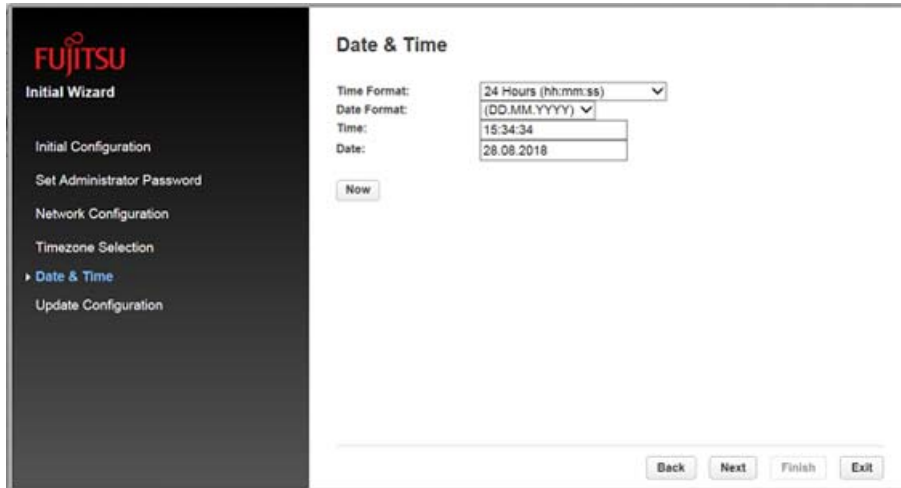 FUJITSU
Initial Wizard
Initial Configuration
Set Administrator Password
Network Configuration
Timezone Selection
Date & Time
Update Configuration
Date & Time
Time Format: 24 Hours (hh:mm:ss)
Date Format: (DD.MM.YYYY)
Time: 15:34:34
Date: 28.08.2018
Now
Back Next Finish Exit